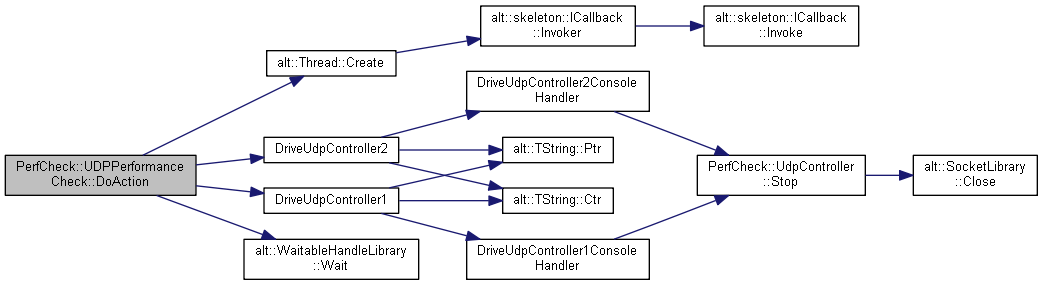 alt::skeleton::ICallback
::Invoker
alt::skeleton::ICallback
::Invoke
alt::Thread::Create
DriveUdpController2Console
Handler
DriveUdpController2
alt::TString::Ptr
PerfCheck::UDPPerformance
Check::DoAction
PerfCheck::UdpController
::Stop
alt::SocketLibrary
::Close
DriveUdpController1
alt::TString::Ctr
alt::WaitableHandleLibrary
::Wait
DriveUdpController1Console
Handler